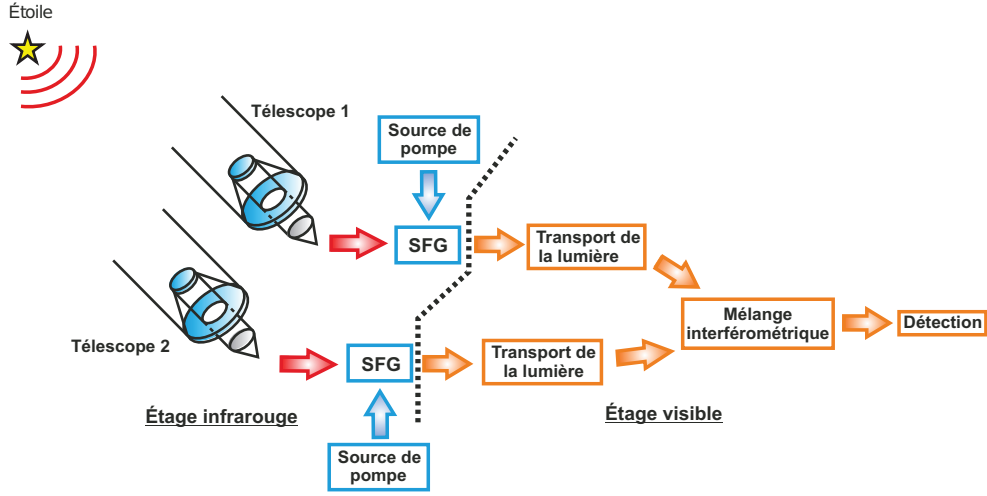 Étoile
Télescope 1
Source de
pompe
SFG
Transport de
la lumière
Mélange
interférométrique
Détection
Télescope 2
SFG
Transport de
la lumière
Étage infrarouge
Étage visible
Source de
pompe